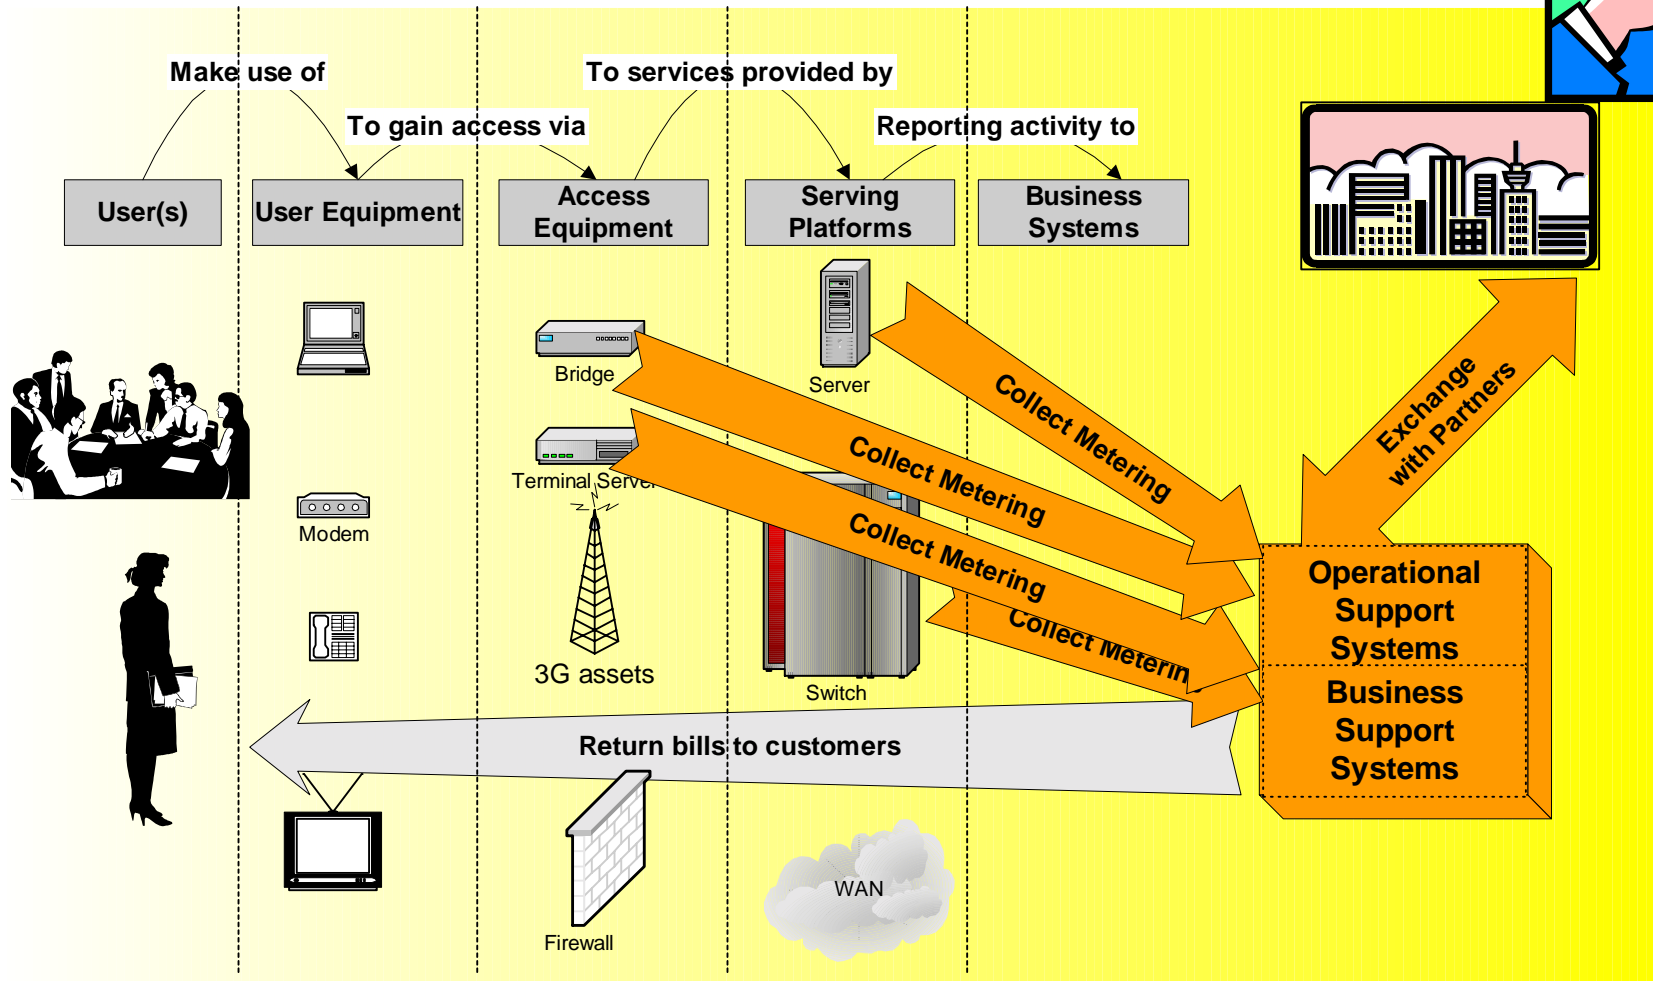 Make use of
To services provided by
To gain access via
Reporting activity to
User(s)
User Equipment
Access
Equipment
Serving
Platforms
Business
Systems
Bridge
Server
Collect Metering
Exchange
with Partners
Collect Metering
Terminal Server
Modem
Collect Metering
Collect Metering
3G assets
Switch
Operational
Support
Systems
Business
Support
Systems
Return bills to customers
WAN
Firewall